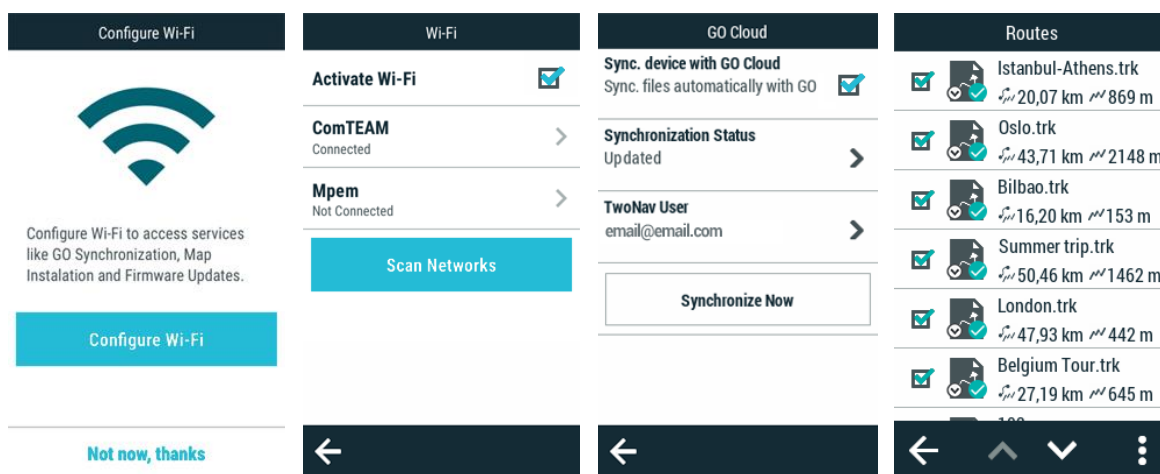 Configure Wi-Fi
Configure Wi-Fi to access services
like GO Synchronization, Map
Instalation and Firmware Updates.
Configure Wi-Fi
Not now, thanks
Wi-Fi
Activate Wi-Fi
ComTEAM
Connected
Mpem
Not Connected
Scan Networks
GO Cloud
Sync. device with GO Cloud
Sync. files automatically with GO
Synchronization Status
Updated
TwoNav User
email@email.com
Synchronize Now
Routes
Istanbul-Athens.trk
20,07 km 869 m
Oslo.trk
43,71 km 2148 m
Bilbao.trk
16,20 km 153 m
Summer trip.trk
50,46 km 1462 m
London.trk
47,93 km 442 m
Belgium Tour.trk
27,19 km 645 m